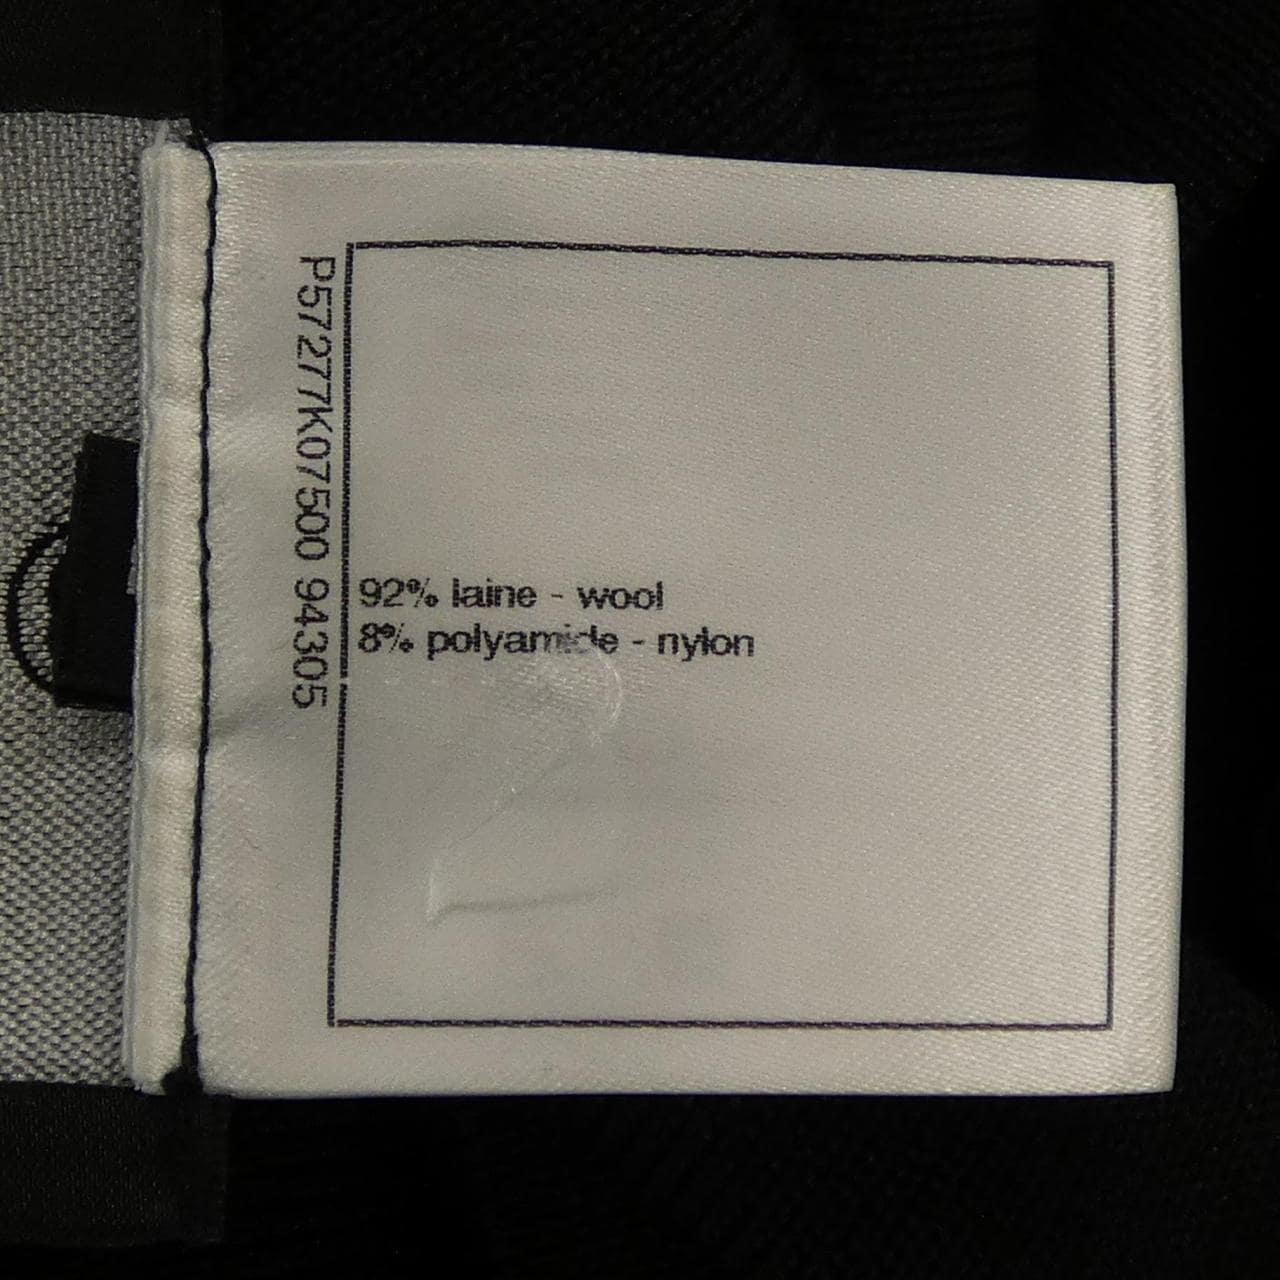 P57277K07500 94305
92% laine - wool
8% polyamide - nylon